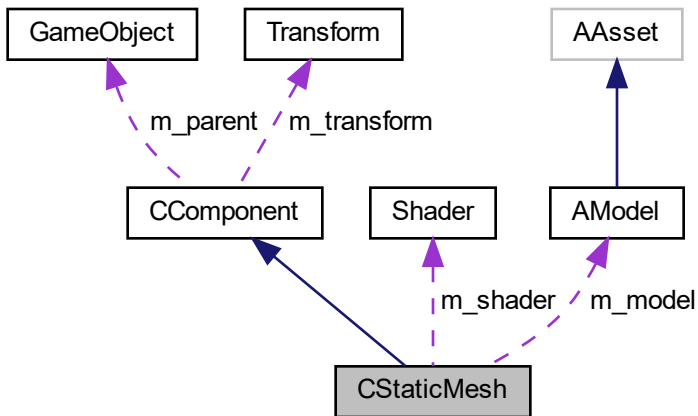 GameObject
Transform
AAsset
m_parent
m_transform
CComponent
Shader
AModel
m_shader
m_model
CStaticMesh